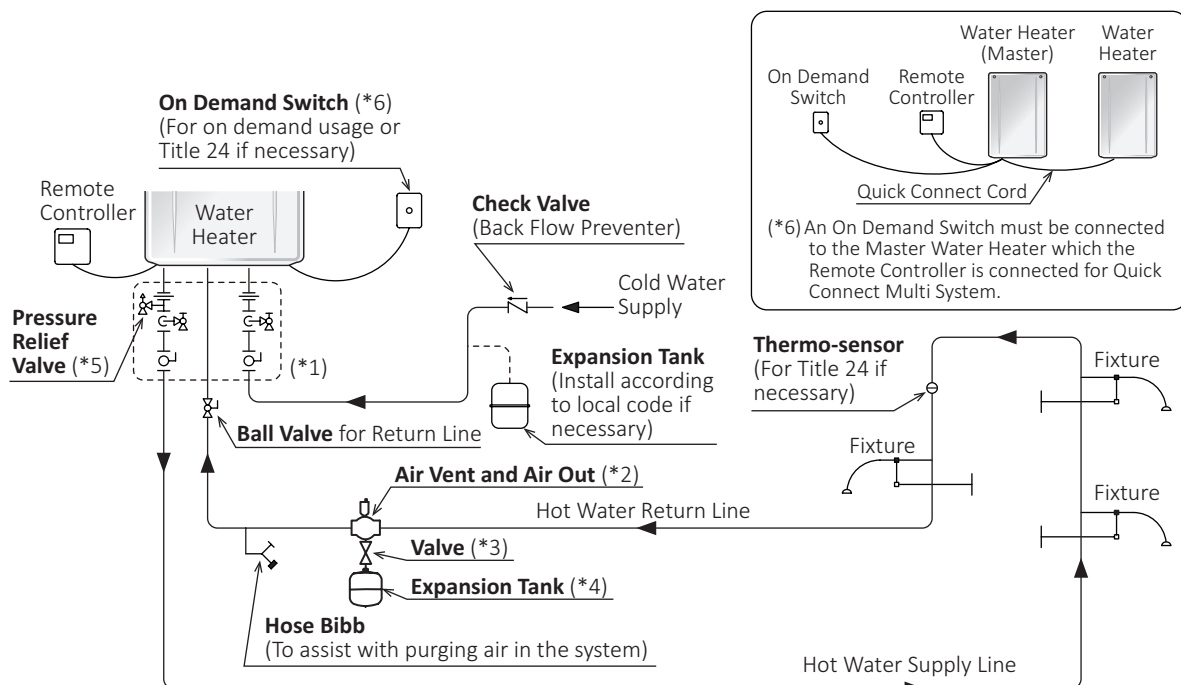 On Demand Switch (*6)
(For on demand usage or
Title 24 if necessary)
Remote
Controller
Water
Heater
Check Valve
(Back Flow Preventer)
Cold Water
Supply
Pressure
Relief
Valve (*5)
(*1)
Expansion Tank
(Install according
to local code if
necessary)
Ball Valve for Return Line
Air Vent and Air Out (*2)
Hot Water Return Line
Valve (*3)
Expansion Tank (*4)
Hose Bibb
(To assist with purging air in the system)
Water Heater
(Master)
Water
Heater
On Demand
Switch
Remote
Controller
Quick Connect Cord
(*6) An On Demand Switch must be connected
to the Master Water Heater which the
Remote Controller is connected for Quick
Connect Multi System.
Thermo-sensor
(For Title 24 if
necessary)
Fixture
Fixture
Fixture
Hot Water Supply Line